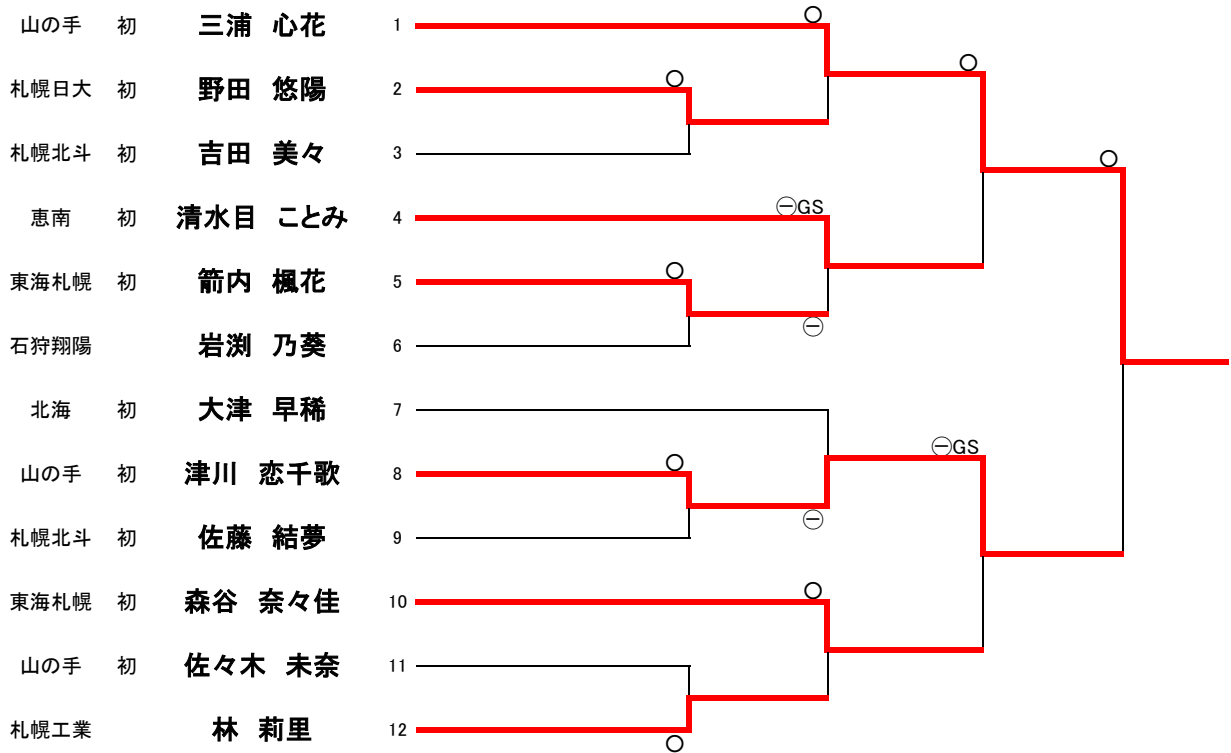 山の手 初 三浦 心花 1 〇
〇
札幌日大 初 野田 悠陽 2 〇
札幌北斗 初 吉田 美々 3
〇
恵南 初 清水目 ことみ 4 ㊀GS
東海札幌 初 箭内 楓花 5 〇
㊀
石狩翔陽 岩渕 乃葵 6
北海 初 大津 早稀 7
㊀GS
山の手 初 津川 恋千歌 8 〇
㊀
札幌北斗 初 佐藤 結夢 9
東海札幌 初 森谷 奈々佳 10 〇
山の手 初 佐々木 未奈 11
札幌工業 林 莉里 12 〇